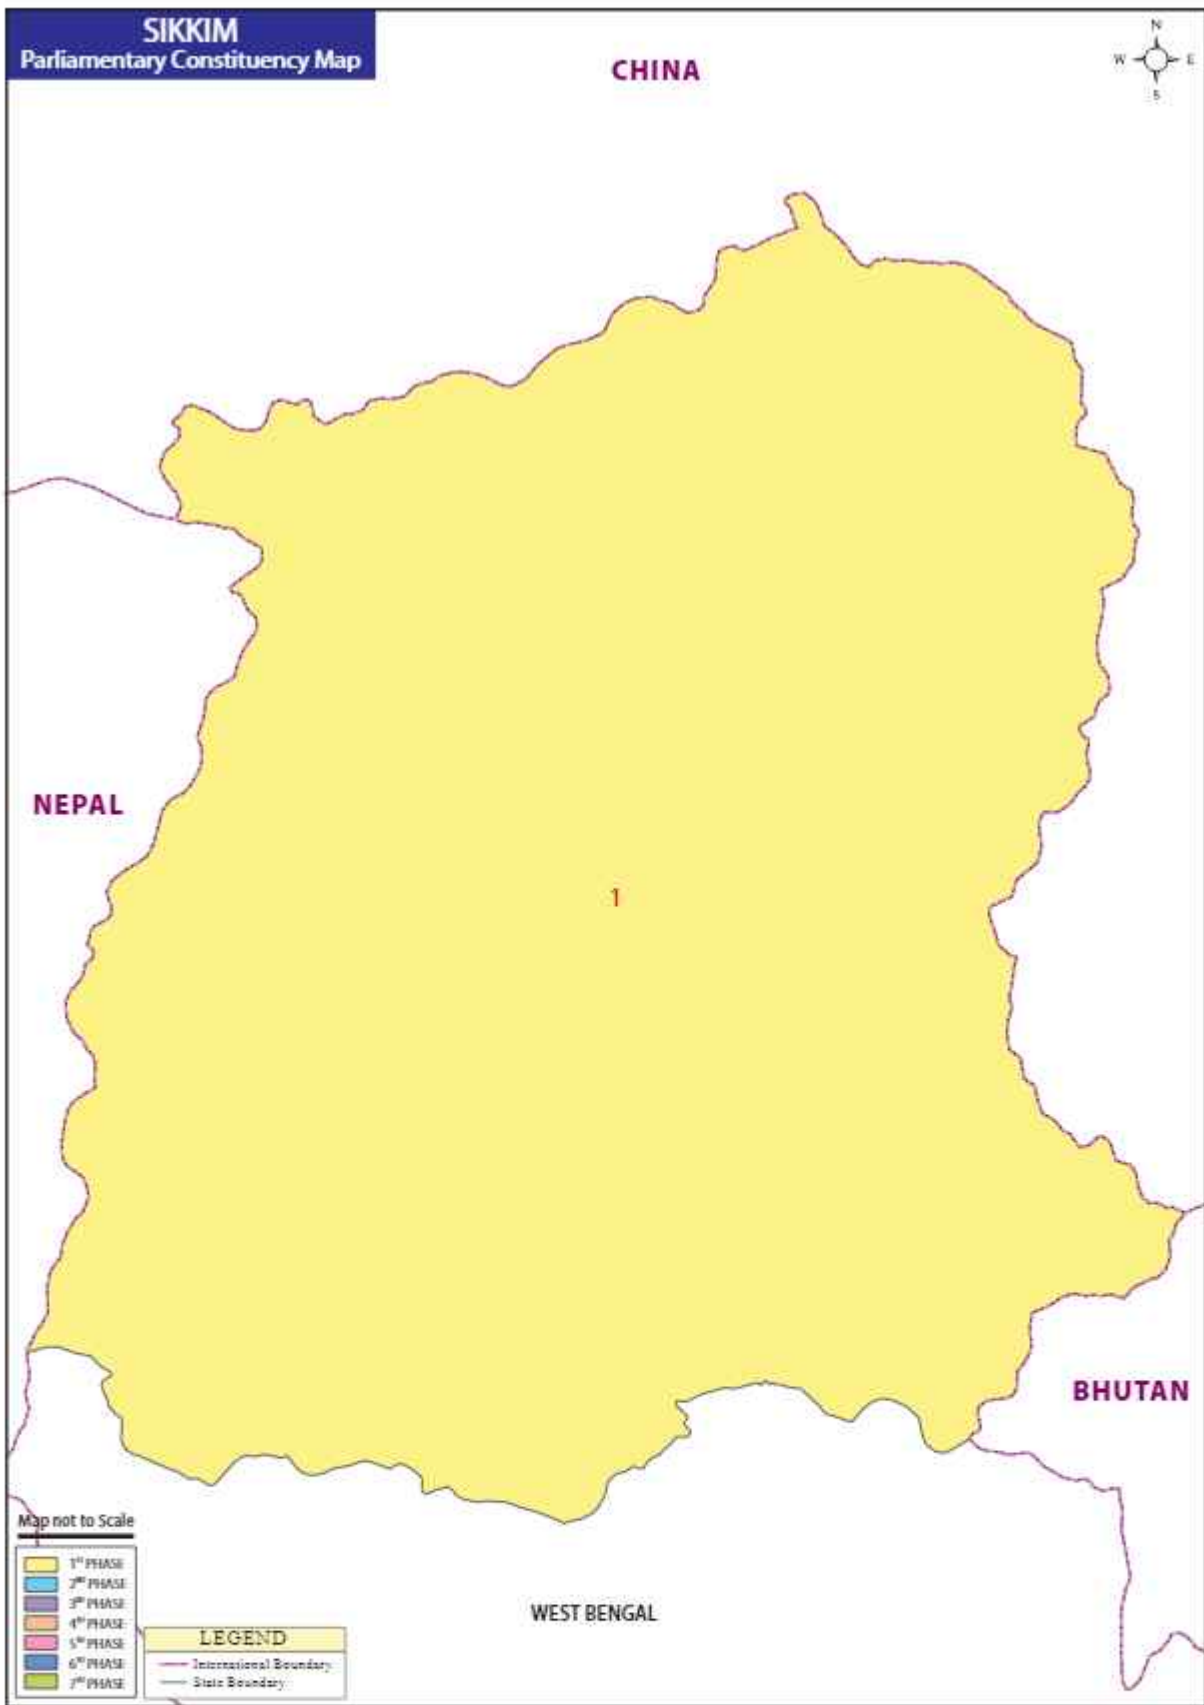 SIKKIM
Parliamentary Constituency Map
CHINA
N
W E
S
NEPAL
1
BHUTAN
Map not to Scale
1ST PHASE
2ND PHASE
3RD PHASE
4TH PHASE
5TH PHASE
6TH PHASE
7TH PHASE
LEGEND
International Boundary
State Boundary
WEST BENGAL